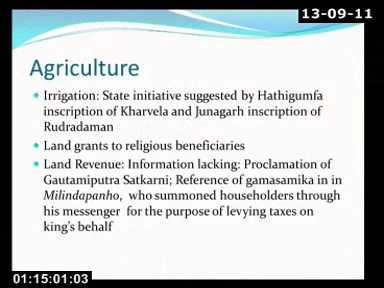 13-09-11
Agriculture
Irrigation: State initiative suggested by Hathigumfa
inscription of Kharvela and Junagarh inscription of
Rudradaman
Land grants to religious beneficiaries
Land Revenue: Information lacking: Proclamation of
Gautamiputra Satkarni; Reference of gamasamika in in
Milindapanho, who summoned householders through
his messenger for the purpose of levying taxes on
king's behalf
01:15:01:03